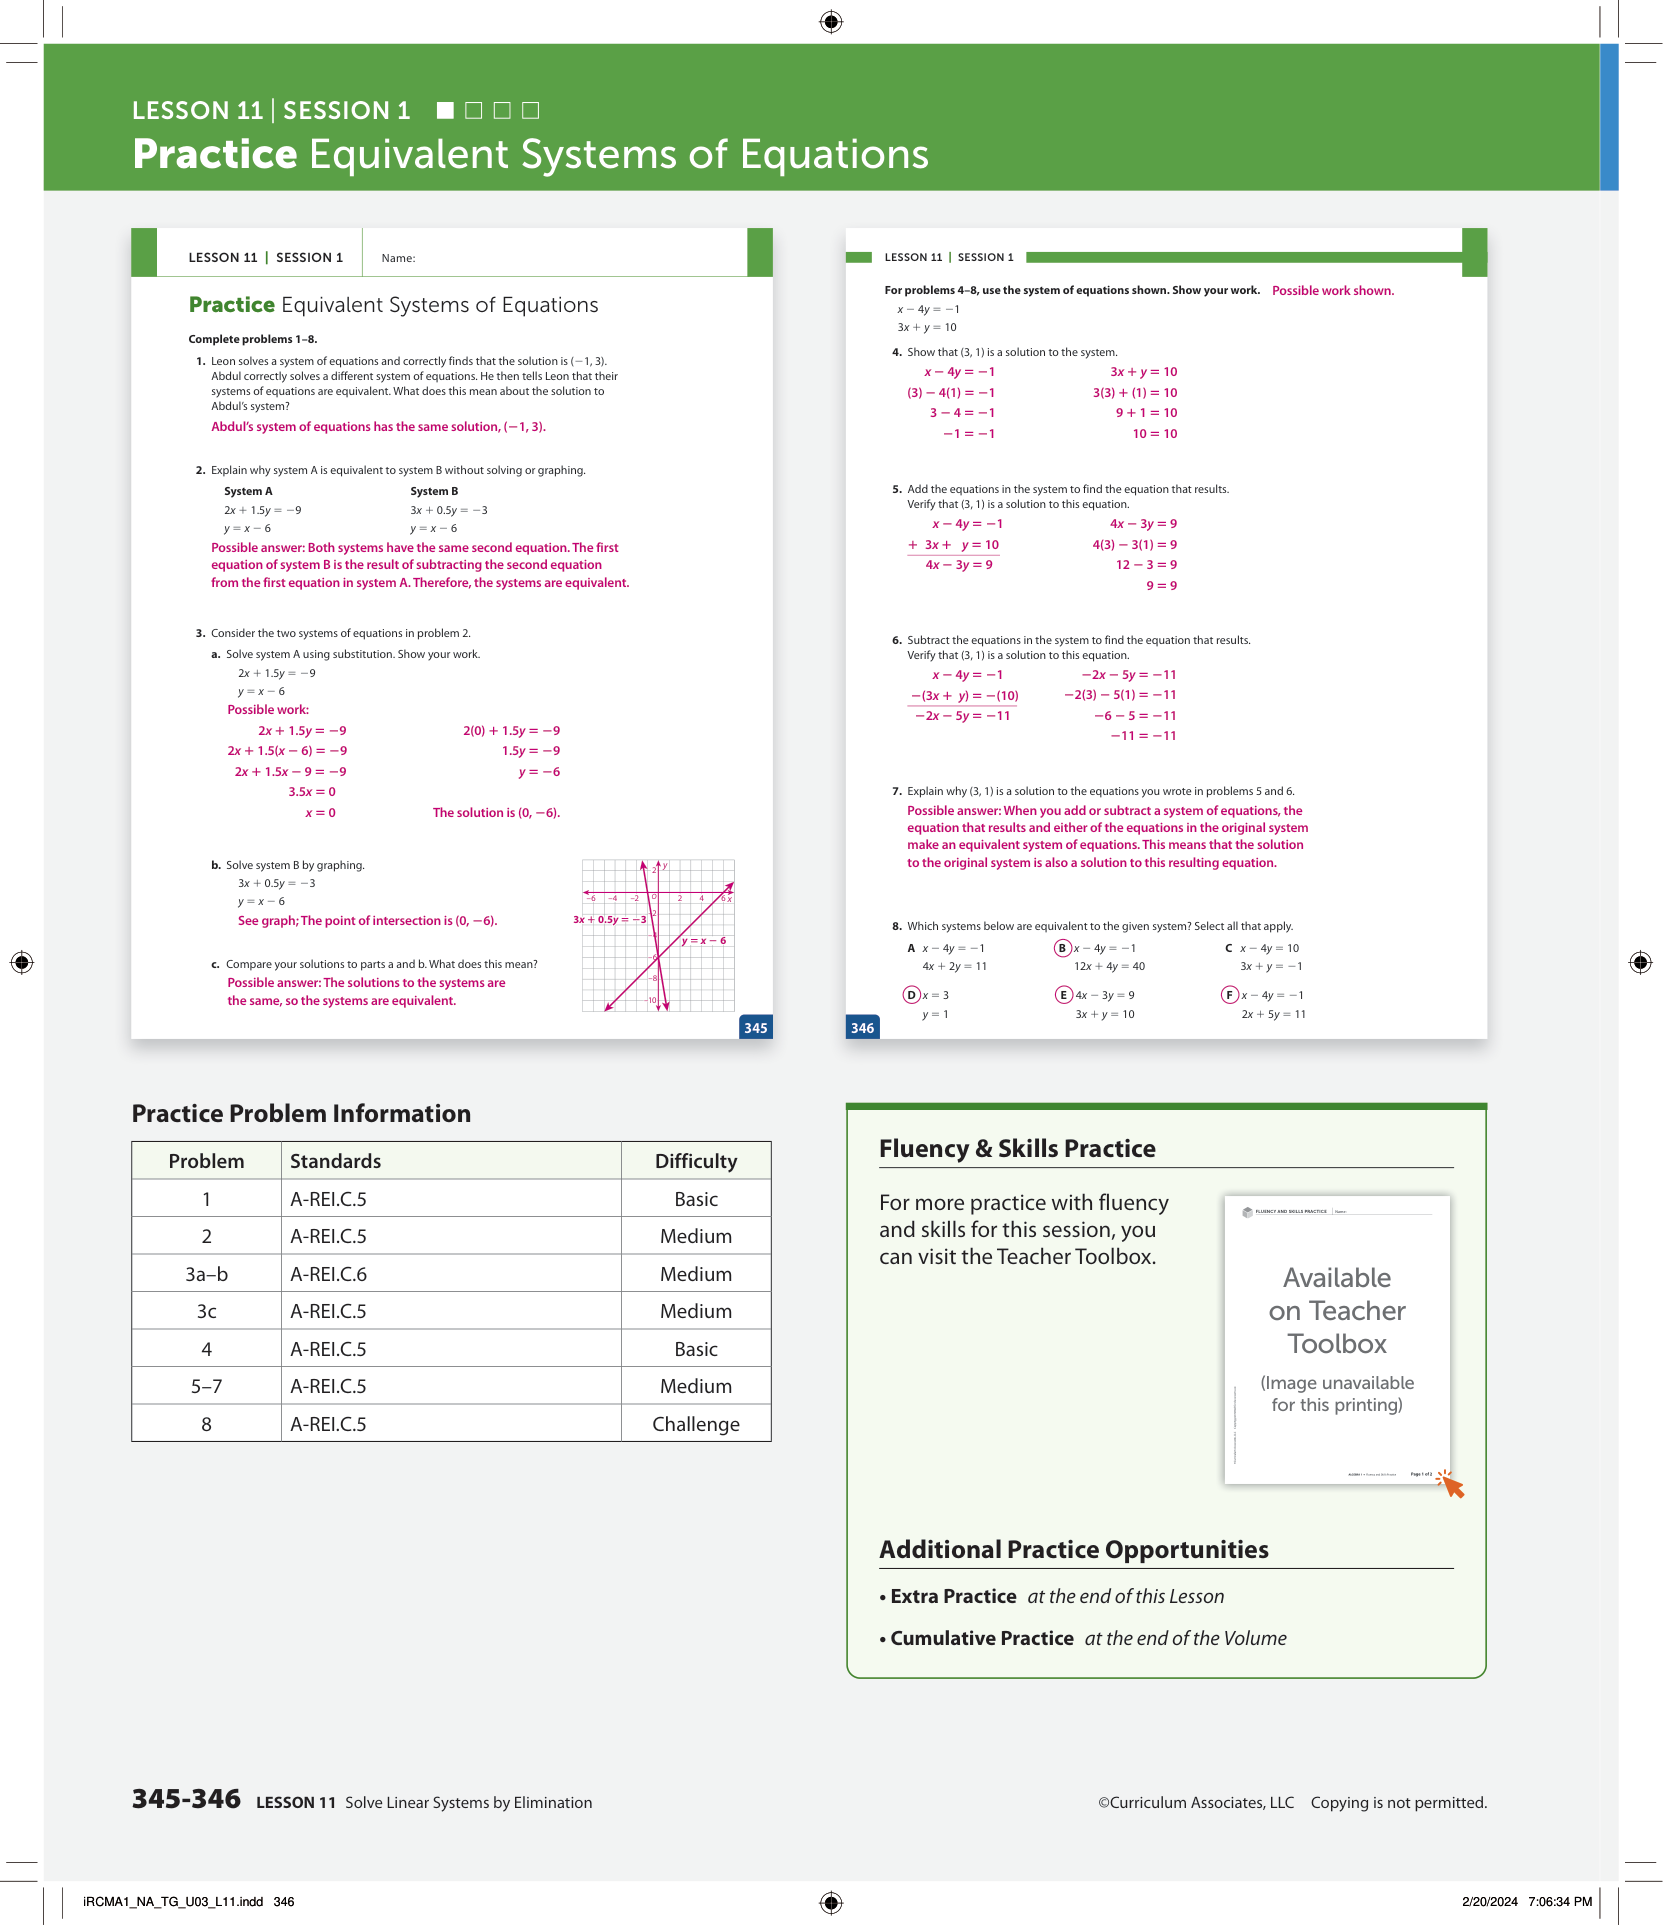 LESSON 11 | SESSION 1
Practice Equivalent Systems of Equations
LESSON 11 | SESSION 1 Name:
Practice Equivalent Systems of Equations
Complete problems 1–8.
1. Leon solves a system of equations and correctly finds that the solution is (−1, 3).
Abdul correctly solves a different system of equations. He then tells Leon that their
systems of equations are equivalent. What does this mean about the solution to
Abdul's system?
Abdul's system of equations has the same solution, (−1, 3).
2. Explain why system A is equivalent to system B without solving or graphing.
System A System B
2x + 1.5y = −9 3x + 0.5y = −3
y = x − 6 y = x − 6
Possible answer: Both systems have the same second equation. The first
equation of system B is the result of subtracting the second equation
from the first equation in system A. Therefore, the systems are equivalent.
3. Consider the two systems of equations in problem 2.
a. Solve system A using substitution. Show your work.
2x + 1.5y = −9
y = x − 6
Possible work:
2x + 1.5y = −9 2(0) + 1.5y = −9
2x + 1.5(x − 6) = −9 1.5y = −9
2x + 1.5x − 9 = −9 y = −6
3.5x = 0
x = 0 The solution is (0, −6).
b. Solve system B by graphing.
3x + 0.5y = −3
y = x − 6
See graph; The point of intersection is (0, −6).
c. Compare your solutions to parts a and b. What does this mean?
Possible answer: The solutions to the systems are
the same, so the systems are equivalent.
2 y
−6 −4 −2 O 2 4 6 x
−2
3x + 0.5y = −3
y = x − 6
−8
−10
345
LESSON 11 | SESSION 1
For problems 4–8, use the system of equations shown. Show your work. Possible work shown.
x − 4y = −1
3x + y = 10
4. Show that (3, 1) is a solution to the system.
x − 4y = −1 3x + y = 10
(3) − 4(1) = −1 3(3) + (1) = 10
3 − 4 = −1 9 + 1 = 10
−1 = −1 10 = 10
5. Add the equations in the system to find the equation that results.
Verify that (3, 1) is a solution to this equation.
x − 4y = −1 4x − 3y = 9
+ 3x + y = 10 4(3) − 3(1) = 9
4x − 3y = 9 12 − 3 = 9
9 = 9
6. Subtract the equations in the system to find the equation that results.
Verify that (3, 1) is a solution to this equation.
x − 4y = −1 −2x − 5y = −11
−(3x + y) = −(10) −2(3) − 5(1) = −11
−2x − 5y = −11 −6 − 5 = −11
−11 = −11
7. Explain why (3, 1) is a solution to the equations you wrote in problems 5 and 6.
Possible answer: When you add or subtract a system of equations, the
equation that results and either of the equations in the original system
make an equivalent system of equations. This means that the solution
to the original system is also a solution to this resulting equation.
8. Which systems below are equivalent to the given system? Select all that apply.
A x − 4y = −1 B x − 4y = −1 C x − 4y = 10
4x + 2y = 11 12x + 4y = 40 3x + y = −1
D x = 3 E 4x − 3y = 9 F x − 4y = −1
y = 1 3x + y = 10 2x + 5y = 11
346
Practice Problem Information
Problem Standards Difficulty
1 A-REI.C.5 Basic
2 A-REI.C.5 Medium
3a–b A-REI.C.6 Medium
3c A-REI.C.5 Medium
4 A-REI.C.5 Basic
5–7 A-REI.C.5 Medium
8 A-REI.C.5 Challenge
Fluency & Skills Practice
For more practice with fluency
and skills for this session, you
can visit the Teacher Toolbox.
FLUENCY AND SKILLS PRACTICE Name:
Available
on Teacher
Toolbox
(Image unavailable
for this printing)
Page 1 of 2
Additional Practice Opportunities
• Extra Practice at the end of this Lesson
• Cumulative Practice at the end of the Volume
345-346 LESSON 11 Solve Linear Systems by Elimination
©Curriculum Associates, LLC Copying is not permitted.
iRCMA1_NA_TG_U03_L11.indd 346
2/20/2024 7:06:34 PM